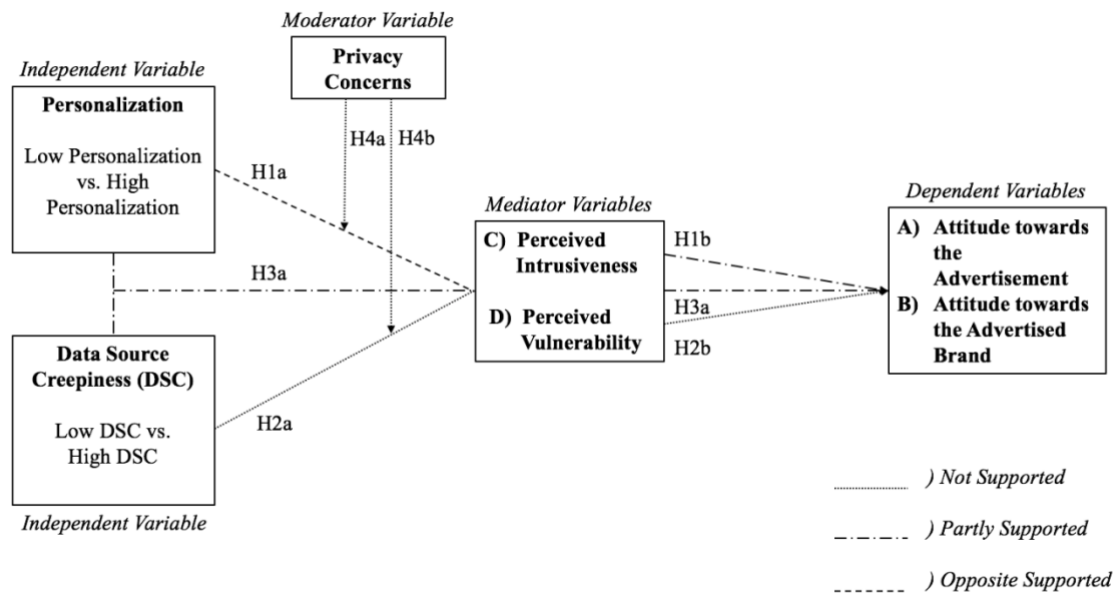 Moderator Variable
Privacy
Concerns
Independent Variable
Personalization
Low Personalization
vs. High
Personalization
H4a
H4b
H1a
Mediator Variables
C) Perceived
Intrusiveness
D) Perceived
Vulnerability
H1b
H3a
H2b
Dependent Variables
A) Attitude towards
the
Advertisement
B) Attitude towards
the Advertised
Brand
H3a
Data Source
Creepiness (DSC)
Low DSC vs.
High DSC
Independent Variable
H2a
) Not Supported
) Partly Supported
) Opposite Supported